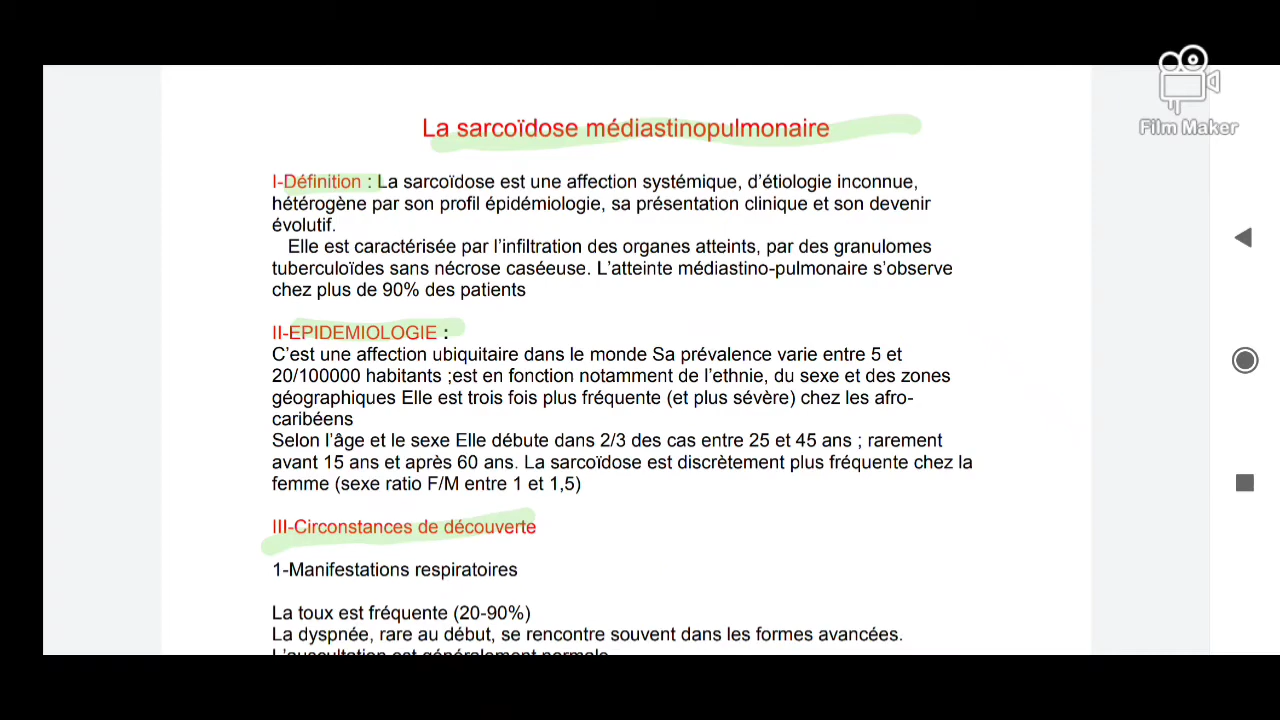 La sarcoïdose médiastinopulmonaire
Film Maker
I-Définition : La sarcoïdose est une affection systémique, d'étiologie inconnue,
hétérogène par son profil épidémiologie, sa présentation clinique et son devenir
évolutif.
Elle est caractérisée par l'infiltration des organes atteints, par des granulomes
tuberculoïdes sans nécrose caséeuse. L'atteinte médiastino-pulmonaire s'observe
chez plus de 90% des patients
II-EPIDEMIOLOGIE :
C'est une affection ubiquitaire dans le monde Sa prévalence varie entre 5 et
20/100000 habitants ;est en fonction notamment de l'ethnie, du sexe et des zones
géographiques Elle est trois fois plus fréquente (et plus sévère) chez les afro-
caribéens
Selon l'âge et le sexe Elle débute dans 2/3 des cas entre 25 et 45 ans ; rarement
avant 15 ans et après 60 ans. La sarcoïdose est discrètement plus fréquente chez la
femme (sexe ratio F/M entre 1 et 1,5)
III-Circonstances de découverte
1-Manifestations respiratoires
La toux est fréquente (20-90%)
La dyspnée, rare au début, se rencontre souvent dans les formes avancées.
L'auscultation est généralement normale